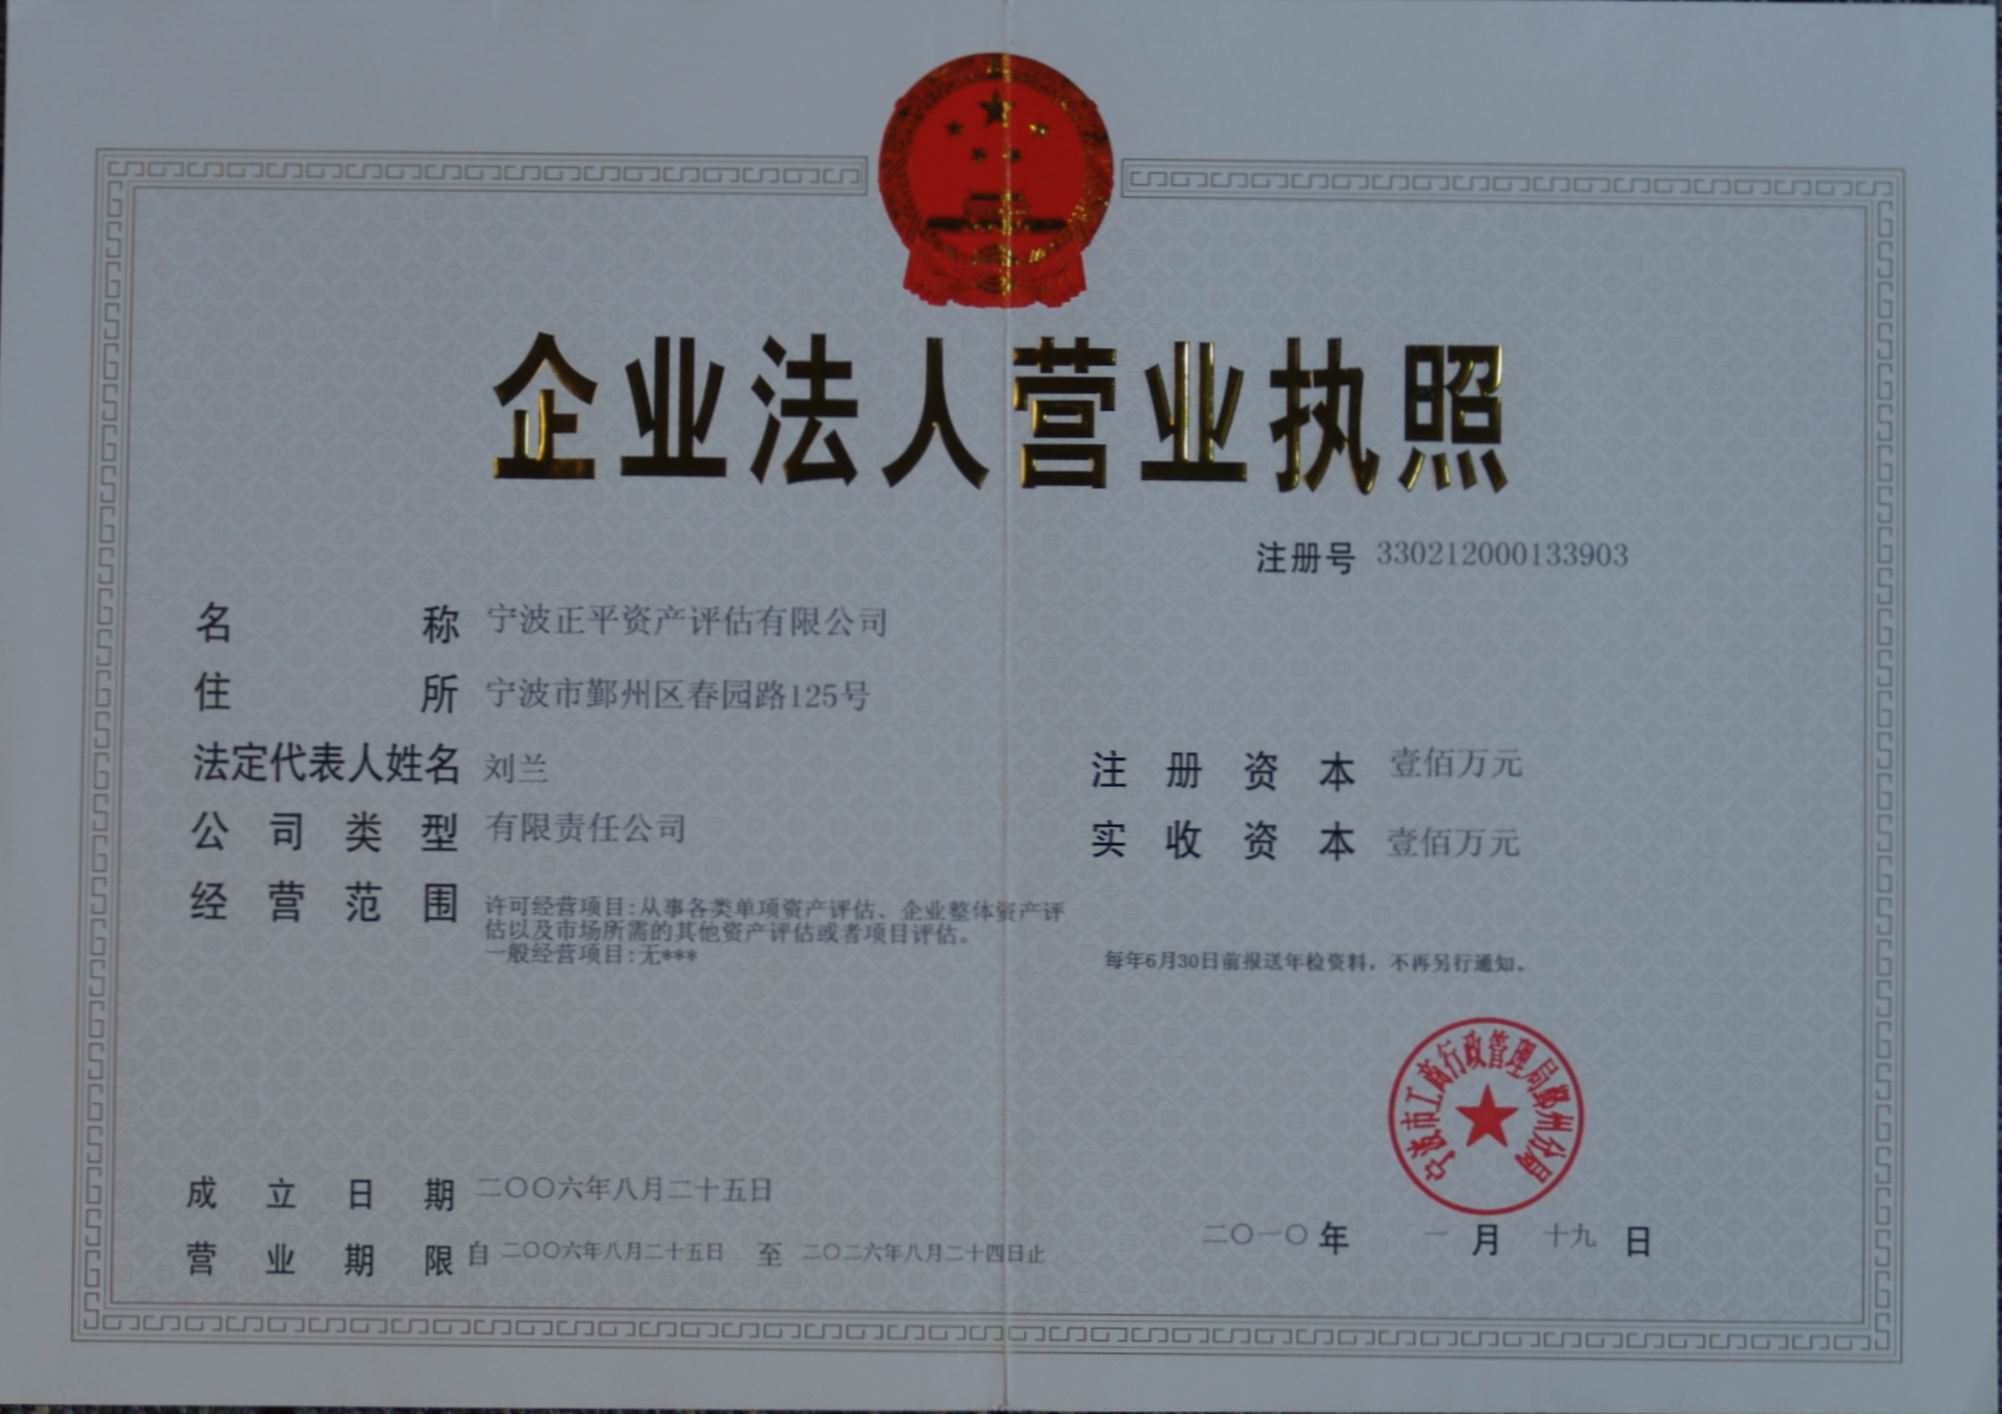 企业法人营业执照
注册号 330212000133903
名称 宁波正平资产评估有限公司
住所 宁波市鄞州区春园路125号
法定代表人姓名 刘兰
注册资本 壹佰万元
公司类型 有限责任公司
实收资本 壹佰万元
经营范围 许可经营项目:从事各类单项资产评估、企业整体资产评
估以及市场所需的其他资产评估或者项目评估。
一般经营项目:无***
每年6月30日前报送年检资料，不再另行通知。
宁波市工商行政管理局鄞州分局
成立日期 二〇〇六年八月二十五日
营业期限 自 二〇〇六年八月二十五日 至 二〇二六年八月二十四日止
二〇一〇年 一月 十九日